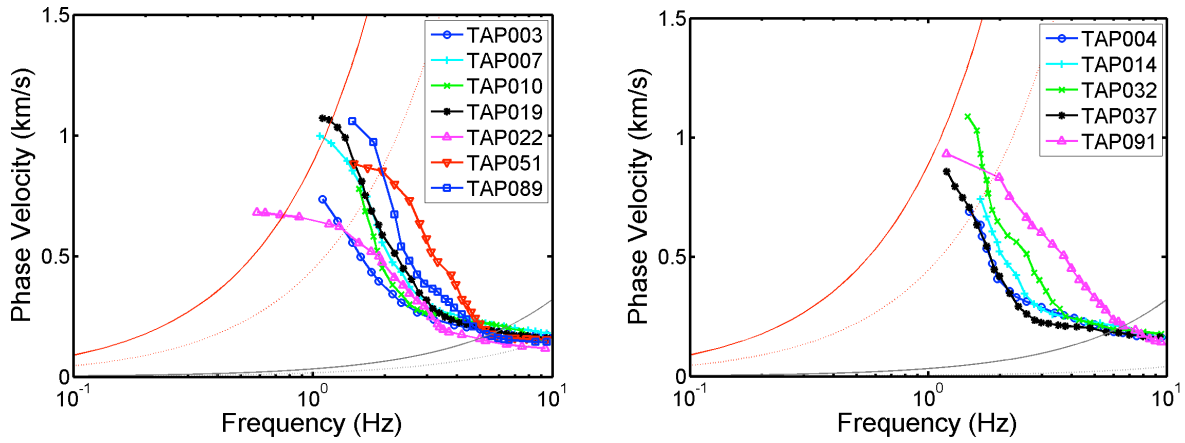 1.5
1
0.5
0
Phase Velocity (km/s)
10^-1
10^0
10^1
Frequency (Hz)
TAP003
TAP007
TAP010
TAP019
TAP022
TAP051
TAP089
1.5
1
0.5
0
Phase Velocity (km/s)
10^-1
10^0
10^1
Frequency (Hz)
TAP004
TAP014
TAP032
TAP037
TAP091